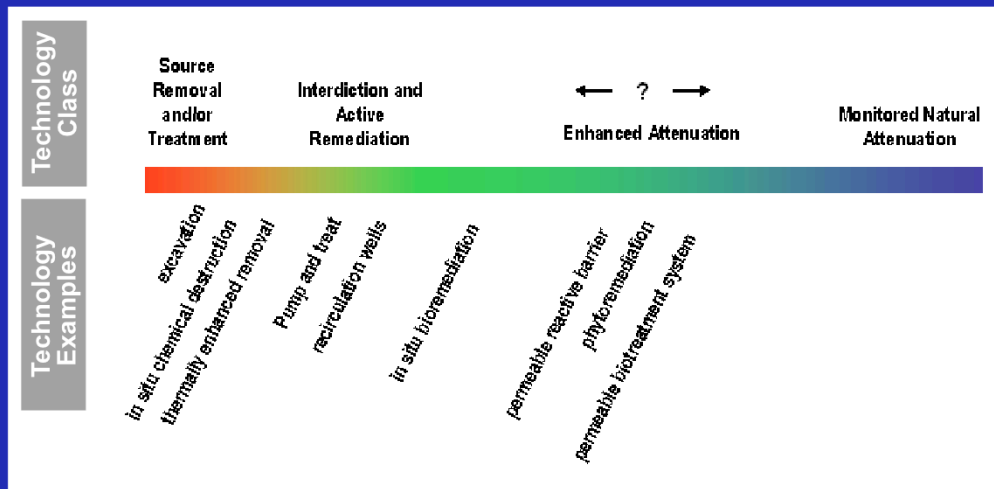 Technology
Class
Source
Removal
and/or
Treatment
Interdiction and
Active
Remediation
?
Enhanced Attenuation
Monitored Natural
Attenuation
Technology
Examples
excavation
in situ chemical destruction
thermally enhanced removal
Pump and treat
recirculation wells
in situ bioremediation
permeable reactive barrier
phytoremediation
permeable biotreatment system